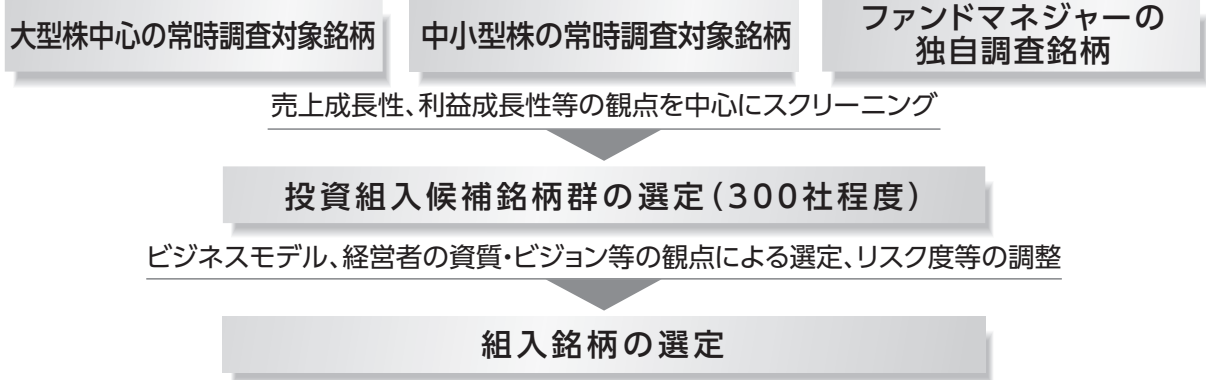 大型株中心の常時調査対象銘柄
中小型株の常時調査対象銘柄
ファンドマネジャーの
独自調査銘柄
売上成長性、利益成長性等の観点を中心にスクリーニング
投資組入候補銘柄群の選定(300社程度)
ビジネスモデル、経営者の資質・ビジョン等の観点による選定、リスク度等の調整
組入銘柄の選定